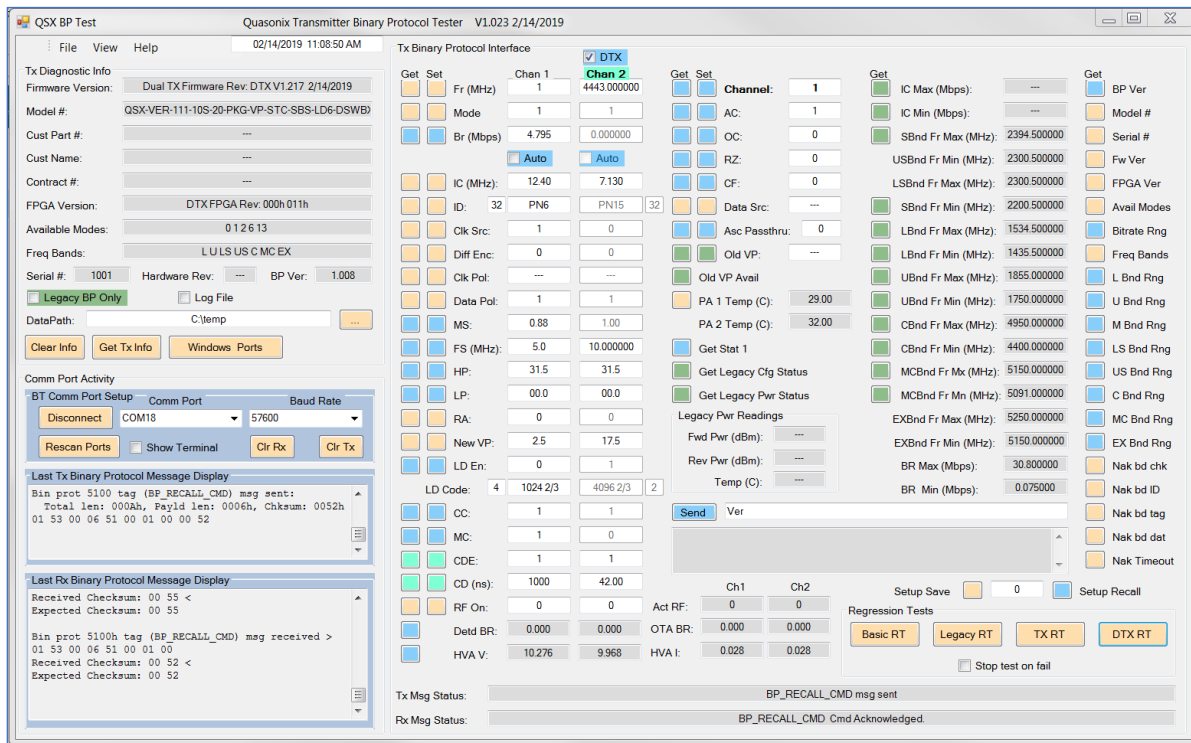 QSX BP Test Quasonix Transmitter Binary Protocol Tester V1.023 2/14/2019
File View Help 02/14/2019 11:08:50 AM
Tx Diagnostic Info
Firmware Version: Dual TX Firmware Rev: DTX V1.217 2/14/2019
Model #: QSX-VER-111-10S-20-PKG-VP-STC-SBS-LD6-DSWB
Cust Part #: ---
Cust Name: ---
Contract #: ---
FPGA Version: DTX FPGA Rev: 000h 011h
Available Modes: 0 1 2 6 13
Freq Bands: L U LS US C MC EX
Serial #: 1001 Hardware Rev: --- BP Ver: 1.008
Legacy BP Only Log File
DataPath: C:\temp ...
Clear Info Get Tx Info Windows Ports
Comm Port Activity
BT Comm Port Setup Comm Port Baud Rate
Disconnect COM18 57600
Rescan Ports Show Terminal Clr Rx Clr Tx
Last Tx Binary Protocol Message Display
Bin prot 5100 tag (BP_RECALL_CMD) msg sent:
Total len: 000Ah, Payld len: 0006h, Chksum: 0052h
01 53 00 06 51 00 01 00 00 52
Last Rx Binary Protocol Message Display
Received Checksum: 00 55 <
Expected Checksum: 00 55
Bin prot 5100h tag (BP_RECALL_CMD) msg received >
01 53 00 06 51 00 01 00
Received Checksum: 00 52 <
Expected Checksum: 00 52
Tx Binary Protocol Interface
DTX
Get Set Chan 1 Chan 2
Fr (MHz) 1 4443.000000
Mode 1 1
Br (Mbps) 4.795 0.000000
Auto Auto
IC (MHz): 12.40 7.130
ID: 32 PN6 PN15 32
Clk Src: 1 0
Diff Enc: 0 0
Clk Pol: --- ---
Data Pol: 1 1
MS: 0.88 1.00
FS (MHz): 5.0 10.000000
HP: 31.5 31.5
LP: 00.0 00.0
RA: 0 0
New VP: 2.5 17.5
LD En: 0 1
LD Code: 4 1024 2/3 4096 2/3 2
CC: 1 1
MC: 1 0
CDE: 1 1
CD (ns): 1000 42.00
RF On: 0 0
Detd BR: 0.000 0.000
HVA V: 10.276 9.968
Get Set
Channel: 1
AC: 1
OC: 0
RZ: 0
CF: 0
Data Src: ---
Asc Passthru: 0
Old VP: ---
Old VP Avail
PA 1 Temp (C): 29.00
PA 2 Temp (C): 32.00
Get Stat 1
Get Legacy Cfg Status
Get Legacy Pwr Status
Legacy Pwr Readings
Fwd Pwr (dBm): ---
Rev Pwr (dBm): ---
Temp (C): ---
Send Ver
Ch1 Ch2
Act RF: 0 0
OTA BR: 0.000 0.000
HVA I: 0.028 0.028
Get
IC Max (Mbps): ---
IC Min (Mbps): ---
SBnd Fr Max (MHz): 2394.500000
USBnd Fr Min (MHz): 2300.500000
LSBnd Fr Max (MHz): 2300.500000
SBnd Fr Min (MHz): 2200.500000
LBnd Fr Max (MHz): 1534.500000
LBnd Fr Min (MHz): 1435.500000
UBnd Fr Max (MHz): 1855.000000
UBnd Fr Min (MHz): 1750.000000
CBnd Fr Max (MHz): 4950.000000
CBnd Fr Min (MHz): 4400.000000
MCBnd Fr Mx (MHz): 5150.000000
MCBnd Fr Mn (MHz): 5091.000000
EXBnd Fr Max (MHz): 5250.000000
EXBnd Fr Min (MHz): 5150.000000
BR Max (Mbps): 30.800000
BR Min (Mbps): 0.075000
Get
BP Ver
Model #
Serial #
Fw Ver
FPGA Ver
Avail Modes
Bitrate Rng
Freq Bands
L Bnd Rng
U Bnd Rng
M Bnd Rng
LS Bnd Rng
US Bnd Rng
C Bnd Rng
MC Bnd Rng
EX Bnd Rng
Nak bd chk
Nak bd ID
Nak bd tag
Nak bd dat
Nak Timeout
Setup Save 0 Setup Recall
Regression Tests
Basic RT Legacy RT TX RT DTX RT
Stop test on fail
Tx Msg Status: BP_RECALL_CMD msg sent
Rx Msg Status: BP_RECALL_CMD Cmd Acknowledged.